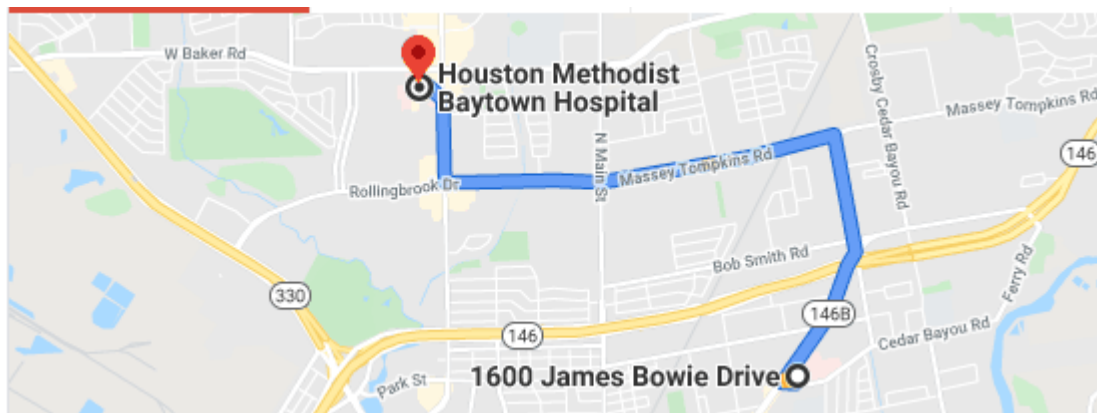 W Baker Rd
Houston Methodist
Baytown Hospital
Crosby Cedar Bayou Rd
Massey Tompkins Rd
146
N Main St
Massey Tompkins Rd
Rollingbrook Dr
Bob Smith Rd
Ferry Rd
330
146B
146
Cedar Bayou Rd
1600 James Bowie Drive
Park St